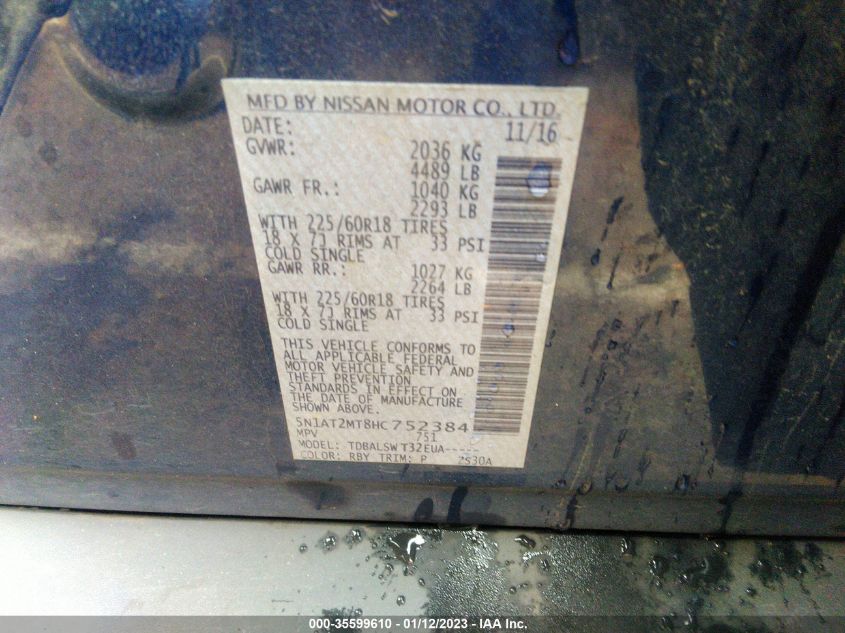 MFD BY NISSAN MOTOR CO., LTD.
DATE: 11/16
GVWR: 2036 KG
4489 LB
GAWR FR.: 1040 KG
2293 LB
WITH 225/60R18 TIRES
18 X 7J RIMS AT 33 PSI
COLD SINGLE
GAWR RR.: 1027 KG
2264 LB
WITH 225/60R18 TIRES
18 X 7J RIMS AT 33 PSI
COLD SINGLE
THIS VEHICLE CONFORMS TO
ALL APPLICABLE FEDERAL
MOTOR VEHICLE SAFETY AND
THEFT PREVENTION
STANDARDS IN EFFECT ON
THE DATE OF MANUFACTURE
SHOWN ABOVE.
5N1AT2MT8HC752384
MPV 751
MODEL: TDBALSWT32EUA-----
COLOR: RBY TRIM: P 2S30A
000-35599610 - 01/12/2023 - IAA Inc.